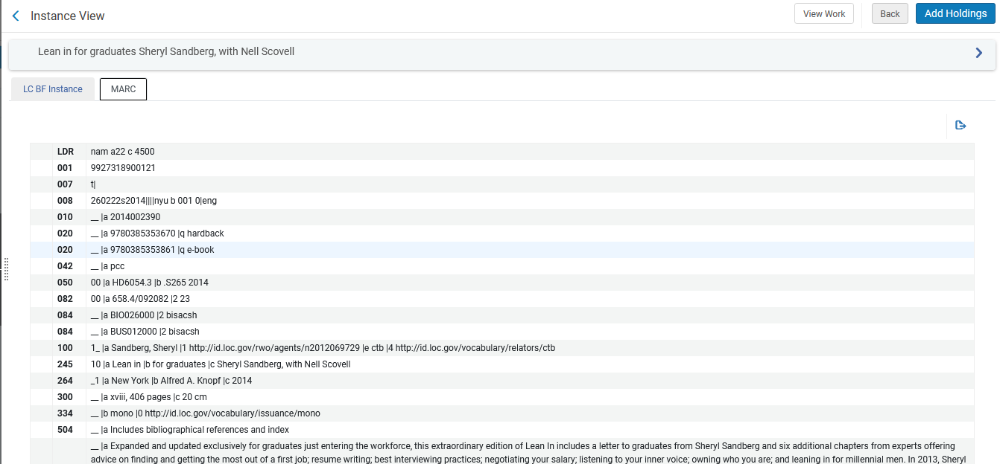 Instance View
View Work
Back
Add Holdings
Lean in for graduates Sheryl Sandberg, with Nell Scovell
LC BF Instance
MARC
LDR nam a22 c 4500
001 9927318900121
007 t|
008 260222s2014||||nyu b 001 0|eng
010 __ |a 2014002390
020 __ |a 9780385353670 |q hardback
020 __ |a 9780385353861 |q e-book
042 __ |a pcc
050 00 |a HD6054.3 |b .S265 2014
082 00 |a 658.4/092082 |2 23
084 __ |a BIO026000 |2 bisacsh
084 __ |a BUS012000 |2 bisacsh
100 1_ |a Sandberg, Sheryl |1 http://id.loc.gov/rwo/agents/n2012069729 |e ctb |4 http://id.loc.gov/vocabulary/relators/ctb
245 10 |a Lean in |b for graduates |c Sheryl Sandberg, with Nell Scovell
264 _1 |a New York |b Alfred A. Knopf |c 2014
300 __ |a xviii, 406 pages |c 20 cm
334 __ |b mono |0 http://id.loc.gov/vocabulary/issuance/mono
504 __ |a Includes bibliographical references and index
__ |a Expanded and updated exclusively for graduates just entering the workforce, this extraordinary edition of Lean In includes a letter to graduates from Sheryl Sandberg and six additional chapters from experts offering
advice on finding and getting the most out of a first job; resume writing; best interviewing practices; negotiating your salary; listening to your inner voice; owning who you are; and leaning in for millennial men. In 2013, Sheryl